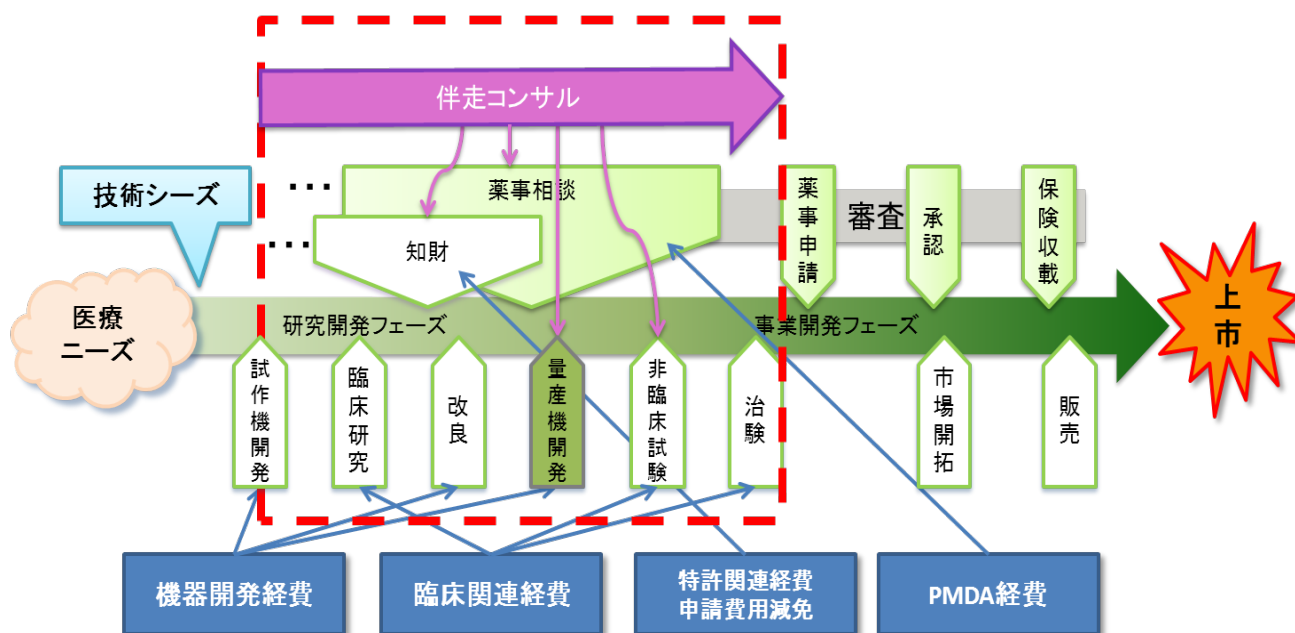 伴走コンサル
技術シーズ
・・・
薬事相談
・・・
知財
薬事申請
審査
承認
保険収載
医療
ニーズ
研究開発フェーズ
事業開発フェーズ
上
市
試作機開発
臨床研究
改良
量産機開発
非臨床試験
治験
市場開拓
販売
機器開発経費
臨床関連経費
特許関連経費
申請費用減免
PMDA経費